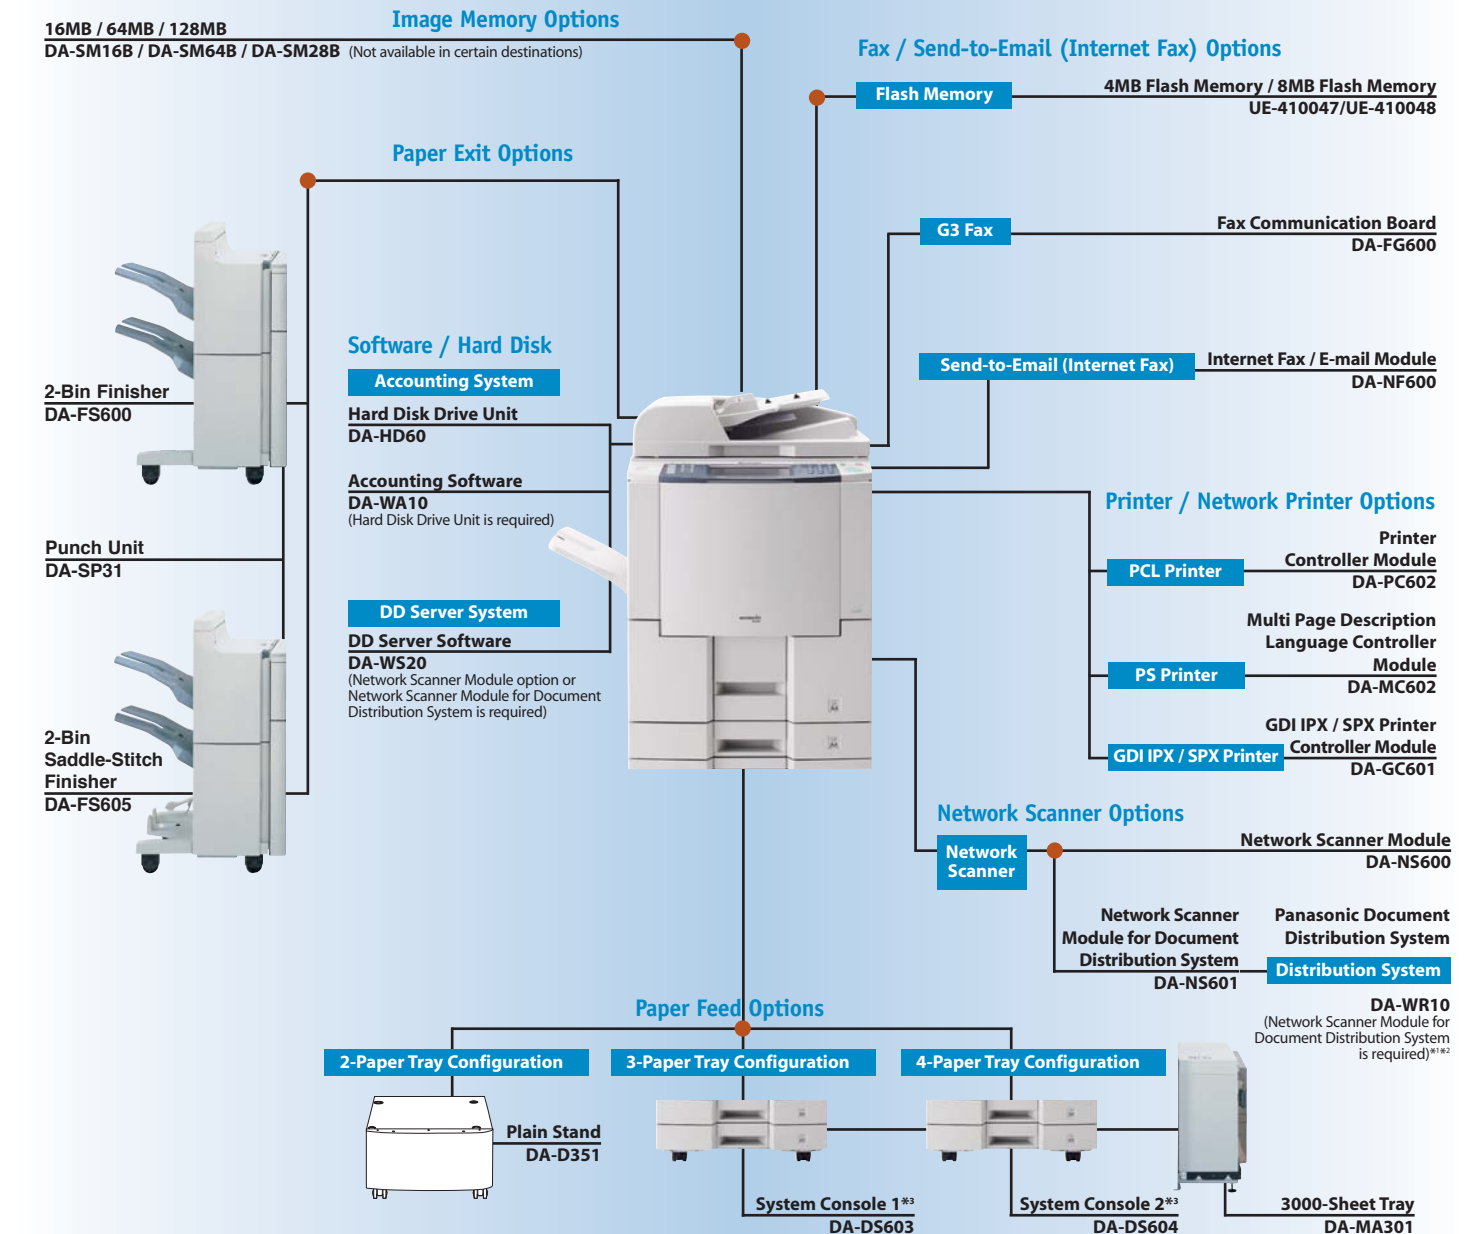 Image Memory Options
16MB / 64MB / 128MB
DA-SM16B / DA-SM64B / DA-SM28B (Not available in certain destinations)
Fax / Send-to-Email (Internet Fax) Options
Flash Memory
4MB Flash Memory / 8MB Flash Memory
UE-410047/UE-410048
Paper Exit Options
G3 Fax
Fax Communication Board
DA-FG600
Software / Hard Disk
Accounting System
Hard Disk Drive Unit
DA-HD60
Accounting Software
DA-WA10
(Hard Disk Drive Unit is required)
DD Server System
DD Server Software
DA-WS20
(Network Scanner Module option or
Network Scanner Module for Document
Distribution System is required)
Send-to-Email (Internet Fax)
Internet Fax / E-mail Module
DA-NF600
2-Bin Finisher
DA-FS600
Punch Unit
DA-SP31
2-Bin
Saddle-Stitch
Finisher
DA-FS605
Printer / Network Printer Options
PCL Printer
Printer
Controller Module
DA-PC602
PS Printer
Multi Page Description
Language Controller
Module
DA-MC602
GDI IPX / SPX Printer
GDI IPX / SPX Printer
Controller Module
DA-GC601
Network Scanner Options
Network
Scanner
Network Scanner Module
DA-NS600
Network Scanner
Module for Document
Distribution System
DA-NS601
Panasonic Document
Distribution System
Distribution System
DA-WR10
(Network Scanner Module for
Document Distribution System
is required)*1*2
Paper Feed Options
2-Paper Tray Configuration
3-Paper Tray Configuration
4-Paper Tray Configuration
Plain Stand
DA-D351
System Console 1*3
DA-DS603
System Console 2*3
DA-DS604
3000-Sheet Tray
DA-MA301